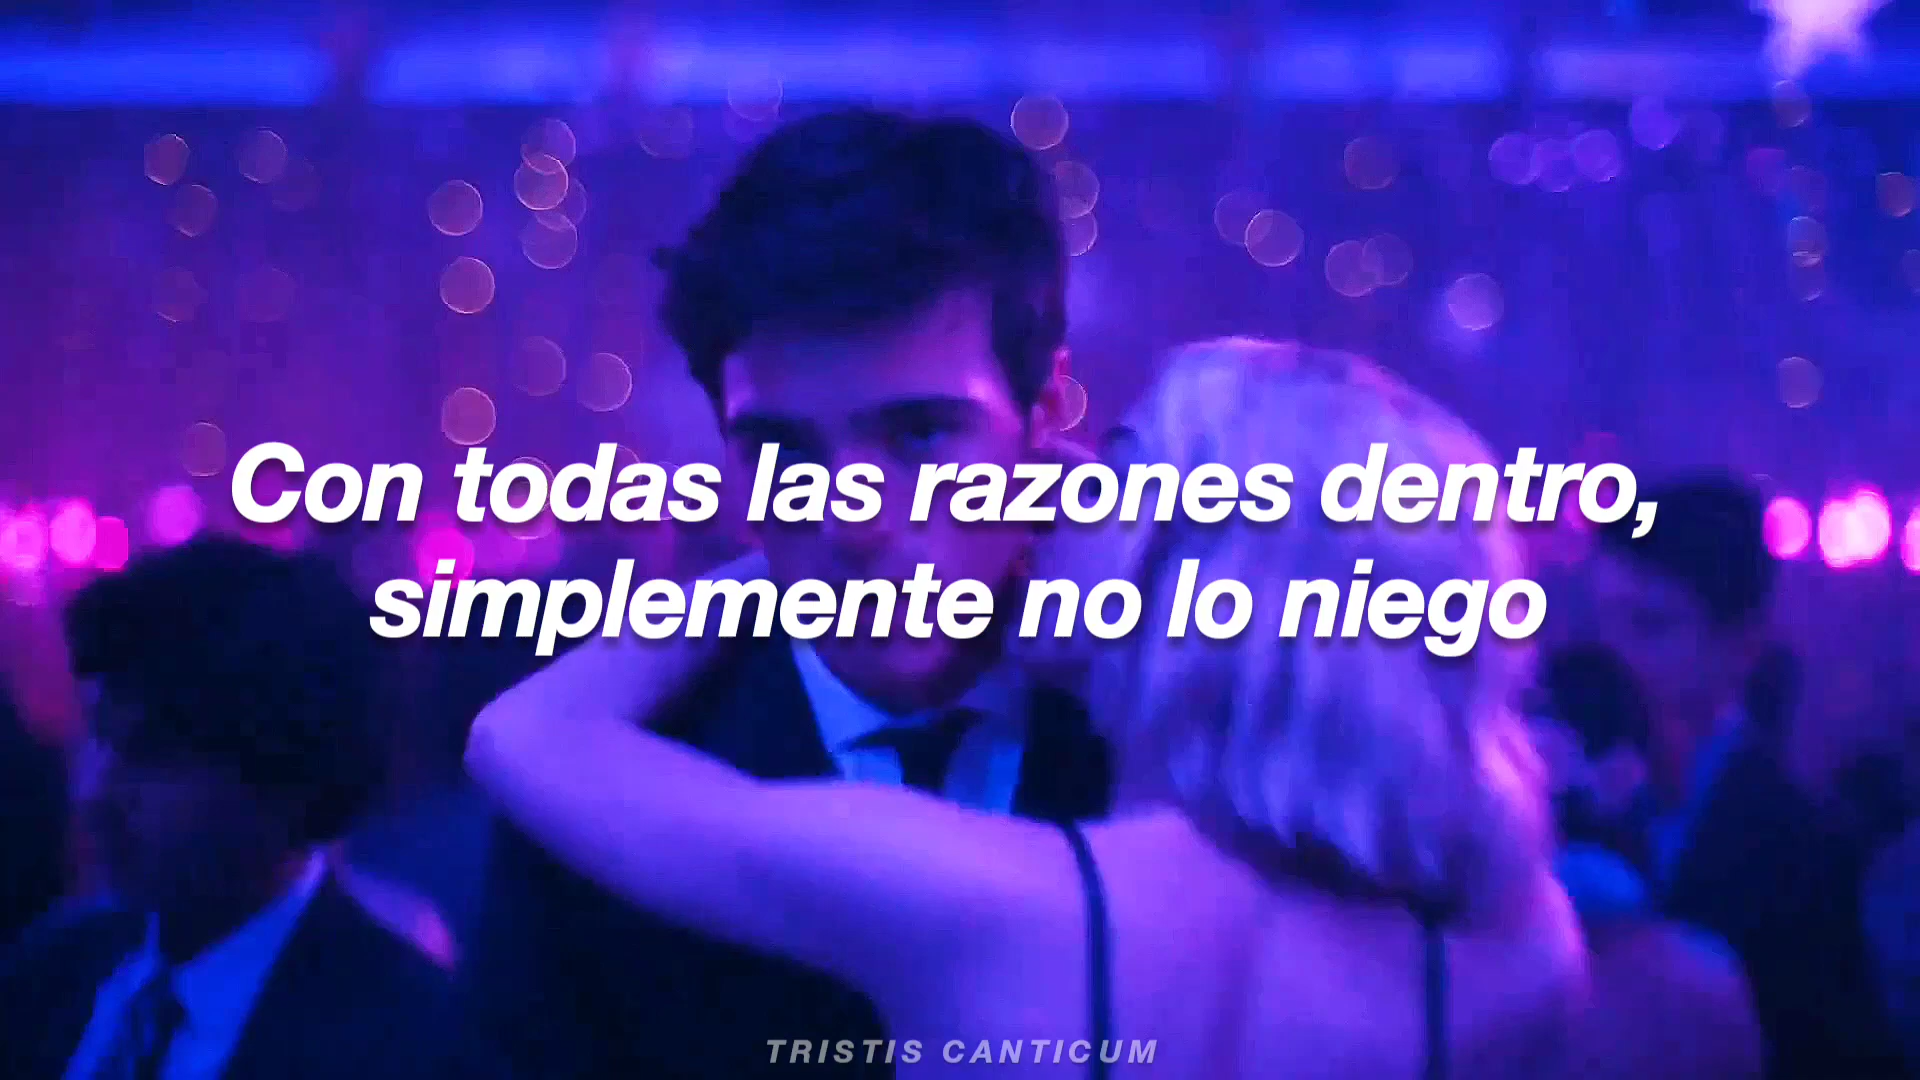 Con todas las razones dentro,
simplemente no lo niego
TRISTIS CANTICUM